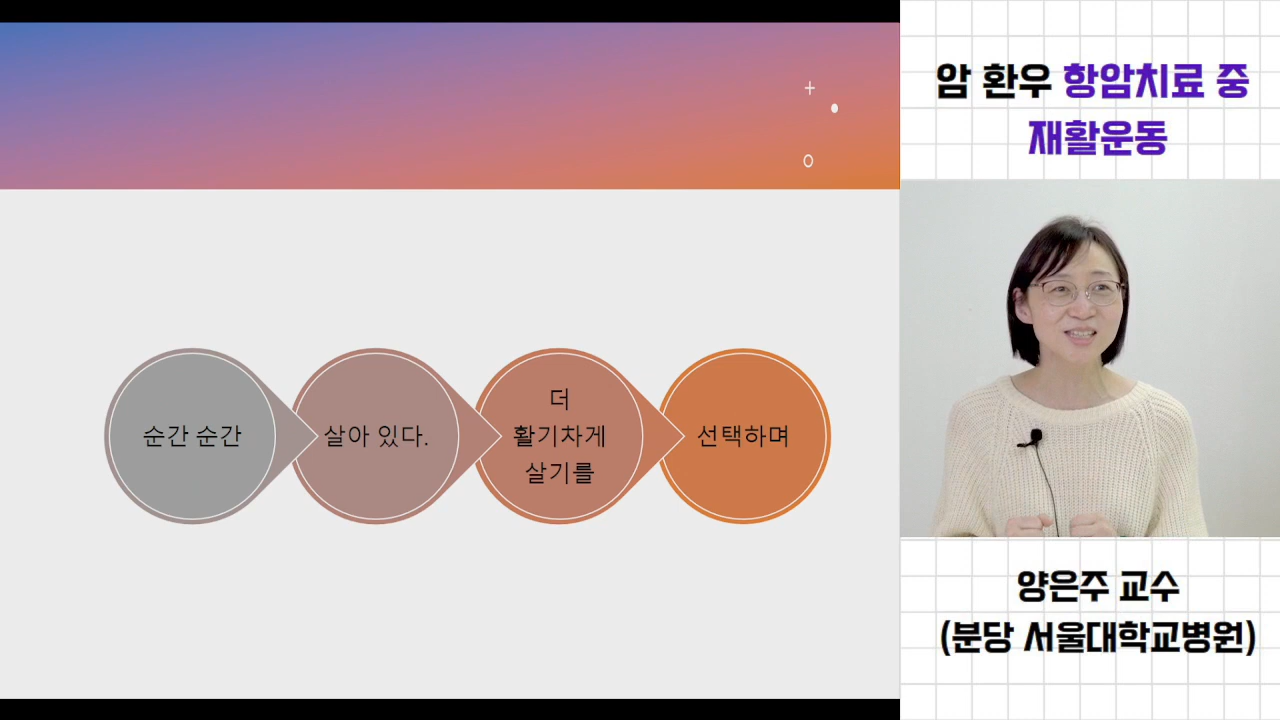 순간 순간
살아 있다.
더
활기차게
살기를
선택하며
암 환우 항암치료 중
재활운동
양은주 교수
(분당 서울대학교병원)